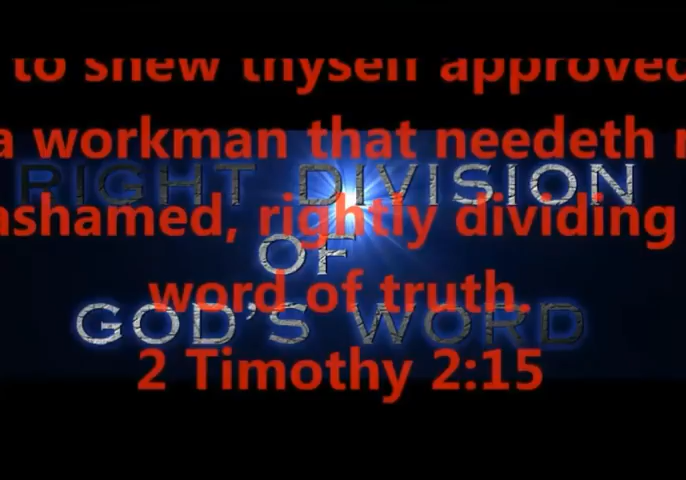 to shew thyself approved
a workman that needeth
RIGHT DIVISION
ashamed, rightly dividing
OF
word of truth.
GOD'S WORD
2 Timothy 2:15